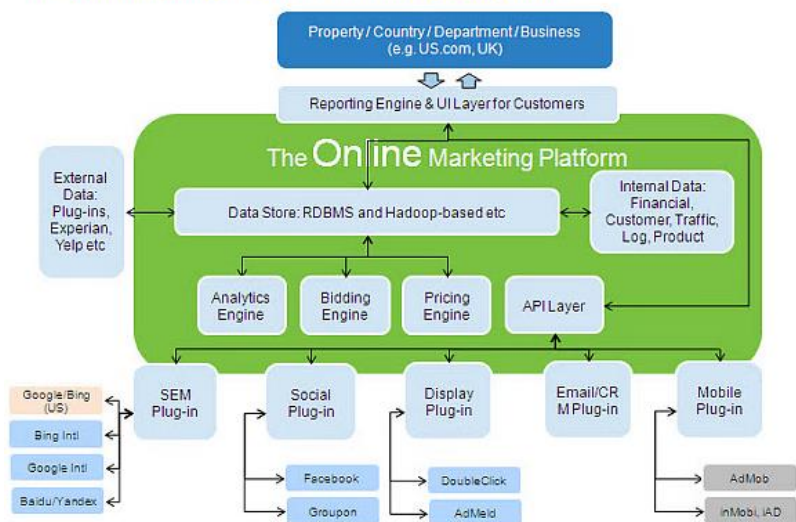 Property / Country / Department / Business
(e.g. US.com, UK)
Reporting Engine & UI Layer for Customers
The Online Marketing Platform
External
Data:
Plug-ins,
Experian,
Yelp etc
Data Store: RDBMS and Hadoop-based etc
Internal Data:
Financial,
Customer, Traffic,
Log, Product
Analytics
Engine
Bidding
Engine
Pricing
Engine
API Layer
SEM
Plug-in
Social
Plug-in
Display
Plug-in
Email/CR
M Plug-in
Mobile
Plug-in
Google/Bing
(US)
Bing Intl
Google Intl
Baidu/Yandex
Facebook
Groupon
DoubleClick
AdMeld
AdMob
inMobi, iAD